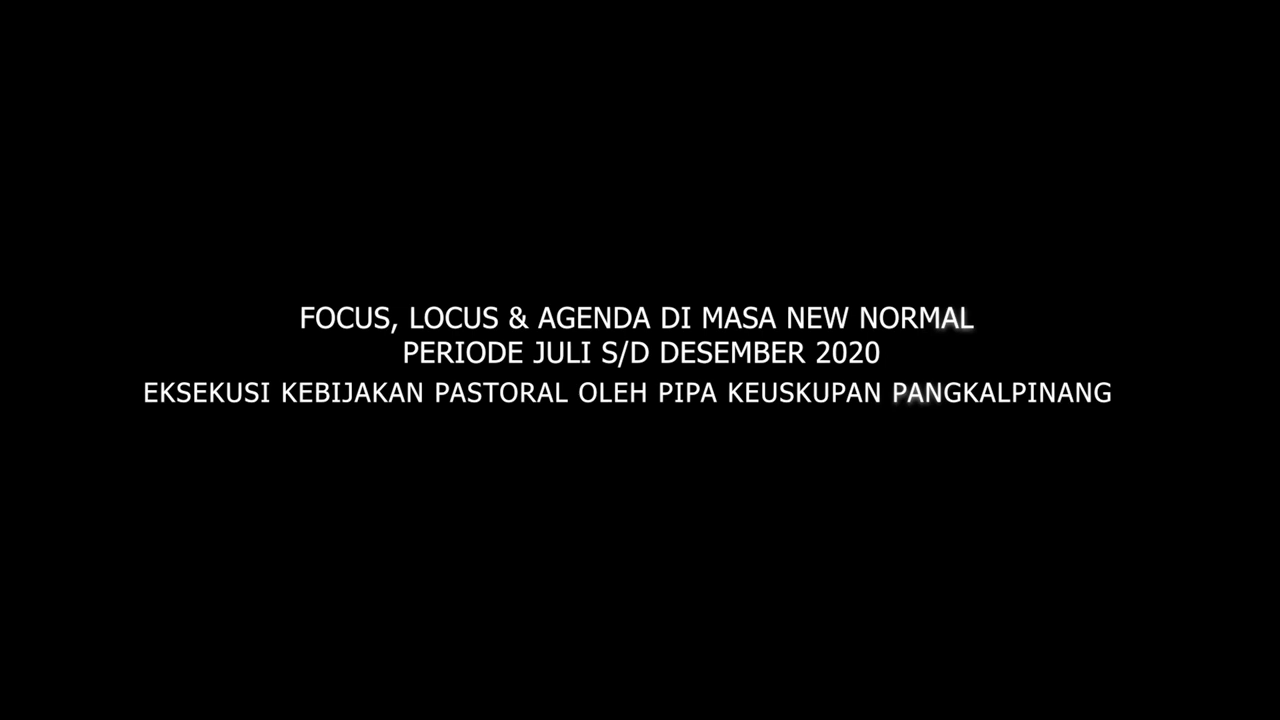 FOCUS, LOCUS & AGENDA DI MASA NEW NORMAL
PERIODE JULI S/D DESEMBER 2020
EKSEKUSI KEBIJAKAN PASTORAL OLEH PIPA KEUSKUPAN PANGKALPINANG